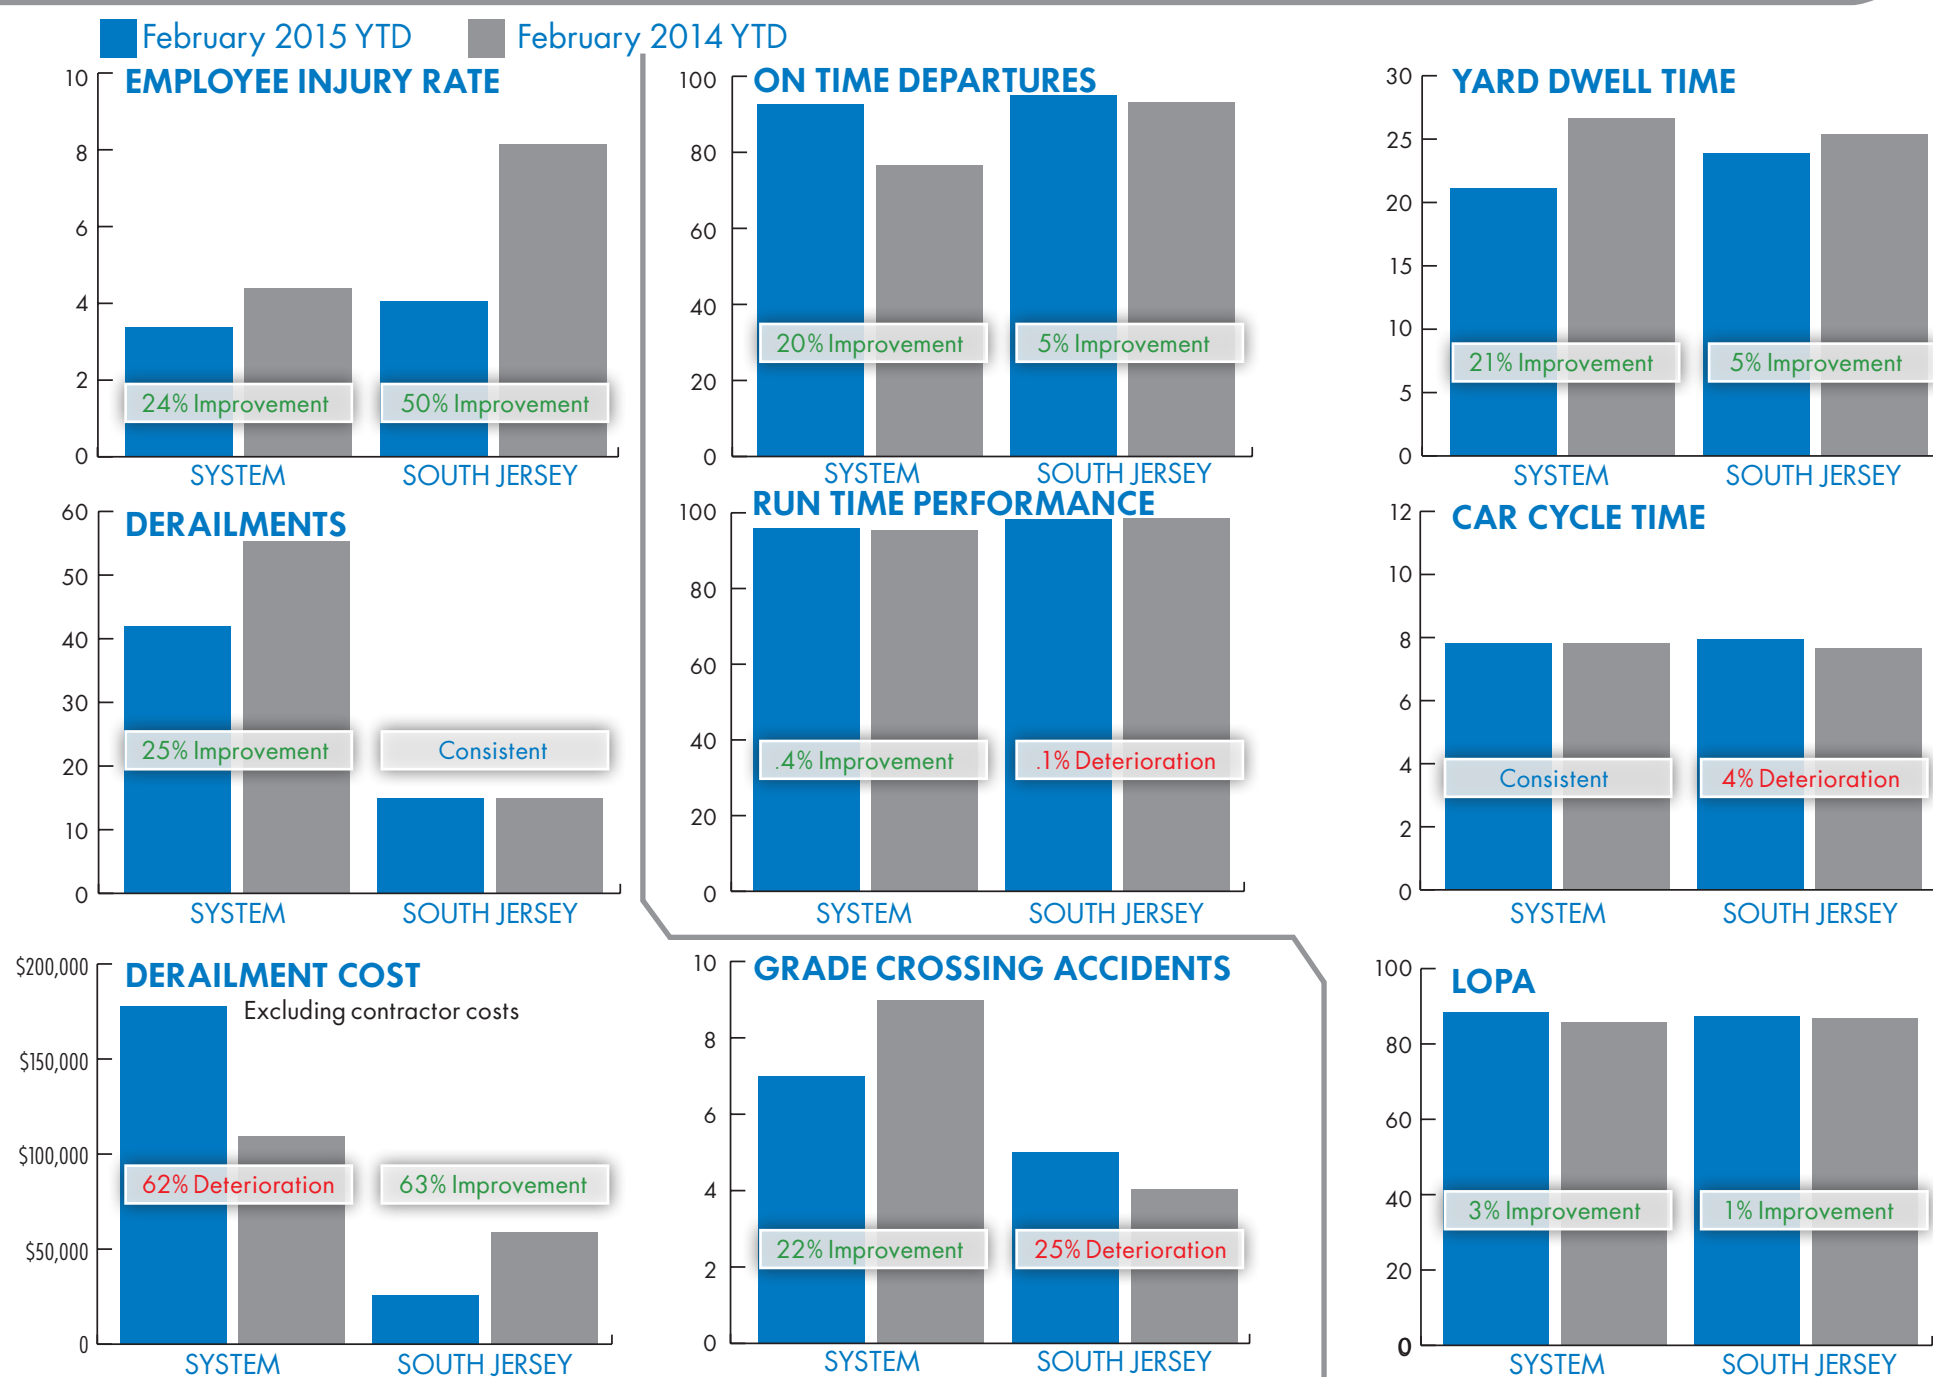 February 2015 YTD
February 2014 YTD
EMPLOYEE INJURY RATE
10
8
6
4
2
0
24% Improvement
50% Improvement
SYSTEM
SOUTH JERSEY
ON TIME DEPARTURES
100
80
60
40
20
0
20% Improvement
5% Improvement
SYSTEM
SOUTH JERSEY
YARD DWELL TIME
30
25
20
15
10
5
0
21% Improvement
5% Improvement
SYSTEM
SOUTH JERSEY
DERAILMENTS
60
50
40
30
20
10
0
25% Improvement
Consistent
SYSTEM
SOUTH JERSEY
RUN TIME PERFORMANCE
100
80
60
40
20
0
.4% Improvement
.1% Deterioration
SYSTEM
SOUTH JERSEY
CAR CYCLE TIME
12
10
8
6
4
2
0
Consistent
4% Deterioration
SYSTEM
SOUTH JERSEY
DERAILMENT COST
Excluding contractor costs
$200,000
$150,000
$100,000
$50,000
0
62% Deterioration
63% Improvement
SYSTEM
SOUTH JERSEY
GRADE CROSSING ACCIDENTS
10
8
6
4
2
0
22% Improvement
25% Deterioration
SYSTEM
SOUTH JERSEY
LOPA
100
80
60
40
20
0
3% Improvement
1% Improvement
SYSTEM
SOUTH JERSEY